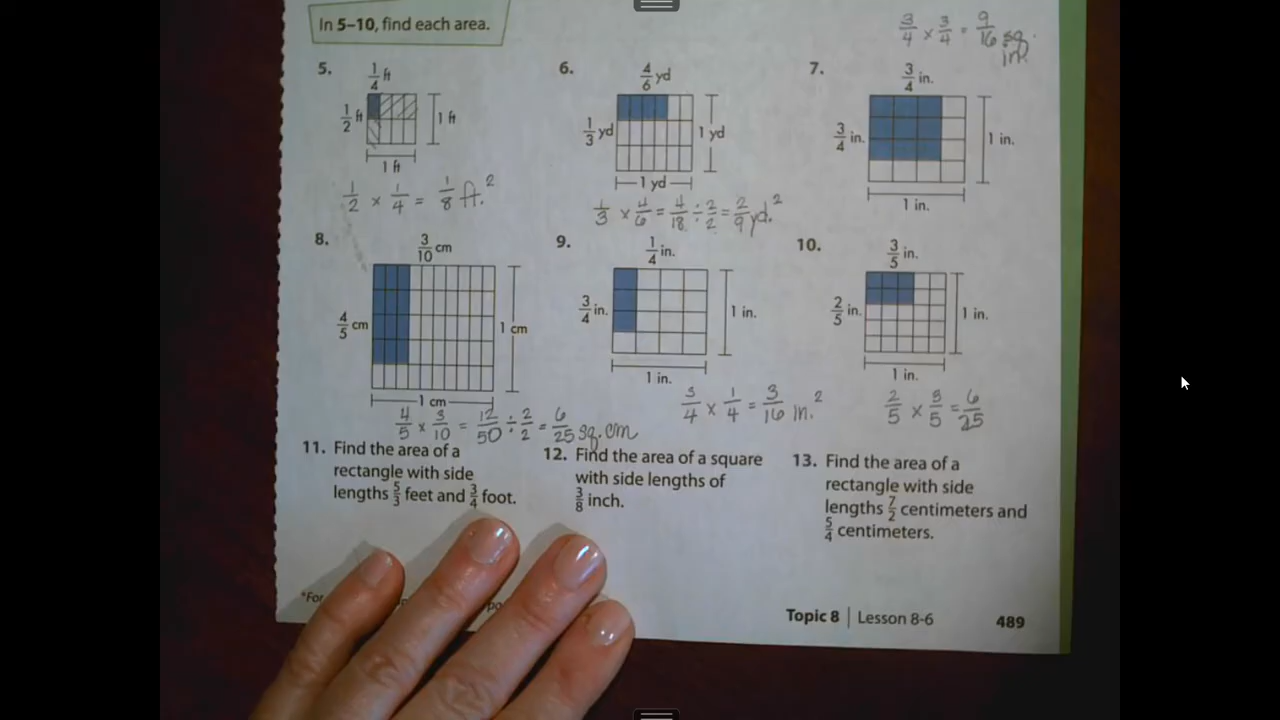 In 5–10, find each area.
3/4 × 3/4 = 9/16 sq. in.
5.
1/4 ft
1/2 ft
1 ft
1 ft
1/2 × 1/4 = 1/8 ft.²
6.
4/6 yd
1/3 yd
1 yd
1 yd
1/3 × 4/6 = 4/18 ÷ 2/2 = 2/9 yd.²
7.
3/4 in.
3/4 in.
1 in.
1 in.
8.
3/10 cm
4/5 cm
1 cm
1 cm
4/5 × 3/10 = 12/50 ÷ 2/2 = 6/25 sq. cm
9.
1/4 in.
3/4 in.
1 in.
1 in.
3/4 × 1/4 = 3/16 in.²
10.
3/5 in.
2/5 in.
1 in.
1 in.
2/5 × = 6/25
11. Find the area of a
rectangle with side
lengths 5/3 feet and 3/4 foot.
12. Find the area of a square
with side lengths of
3/8 inch.
13. Find the area of a
rectangle with side
lengths 7/2 centimeters and
5/4 centimeters.
*For
Topic 8 | Lesson 8-6 489